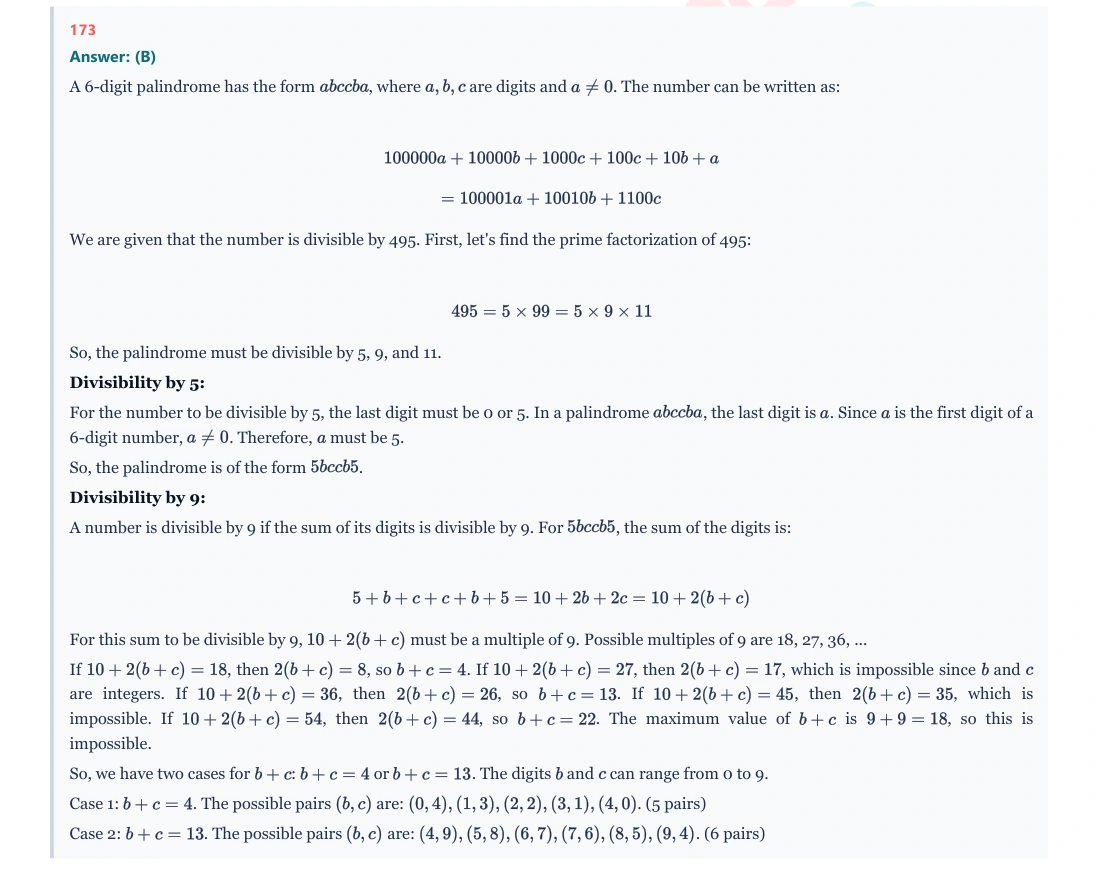 173
Answer: (B)
A 6-digit palindrome has the form abccba, where a, b, c are digits and a ≠ 0. The number can be written as:
100000a + 10000b + 1000c + 100c + 10b + a
= 100001a + 10010b + 1100c
We are given that the number is divisible by 495. First, let's find the prime factorization of 495:
495 = 5 × 99 = 5 × 9 × 11
So, the palindrome must be divisible by 5, 9, and 11.
Divisibility by 5:
For the number to be divisible by 5, the last digit must be 0 or 5. In a palindrome abccba, the last digit is a. Since a is the first digit of a
6-digit number, a ≠ 0. Therefore, a must be 5.
So, the palindrome is of the form 5bccb5.
Divisibility by 9:
A number is divisible by 9 if the sum of its digits is divisible by 9. For 5bccb5, the sum of the digits is:
5 + b + c + c + b + 5 = 10 + 2b + 2c = 10 + 2(b + c)
For this sum to be divisible by 9, 10 + 2(b + c) must be a multiple of 9. Possible multiples of 9 are 18, 27, 36, ...
If 10 + 2(b + c) = 18, then 2(b + c) = 8, so b + c = 4. If 10 + 2(b + c) = 27, then 2(b + c) = 17, which is impossible since b and c
are integers. If 10 + 2(b + c) = 36, then 2(b + c) = 26, so b + c = 13. If 10 + 2(b + c) = 45, then 2(b + c) = 35, which is
impossible. If 10 + 2(b + c) = 54, then 2(b + c) = 44, so b + c = 22. The maximum value of b + c is 9 + 9 = 18, so this is
impossible.
So, we have two cases for b + c: b + c = 4 or b + c = 13. The digits b and c can range from 0 to 9.
Case 1: b + c = 4. The possible pairs (b, c) are: (0, 4), (1, 3), (2, 2), (3, 1), (4, 0). (5 pairs)
Case 2: b + c = 13. The possible pairs (b, c) are: (4, 9), (5, 8), (6, 7), (7, 6), (8, 5), (9, 4). (6 pairs)